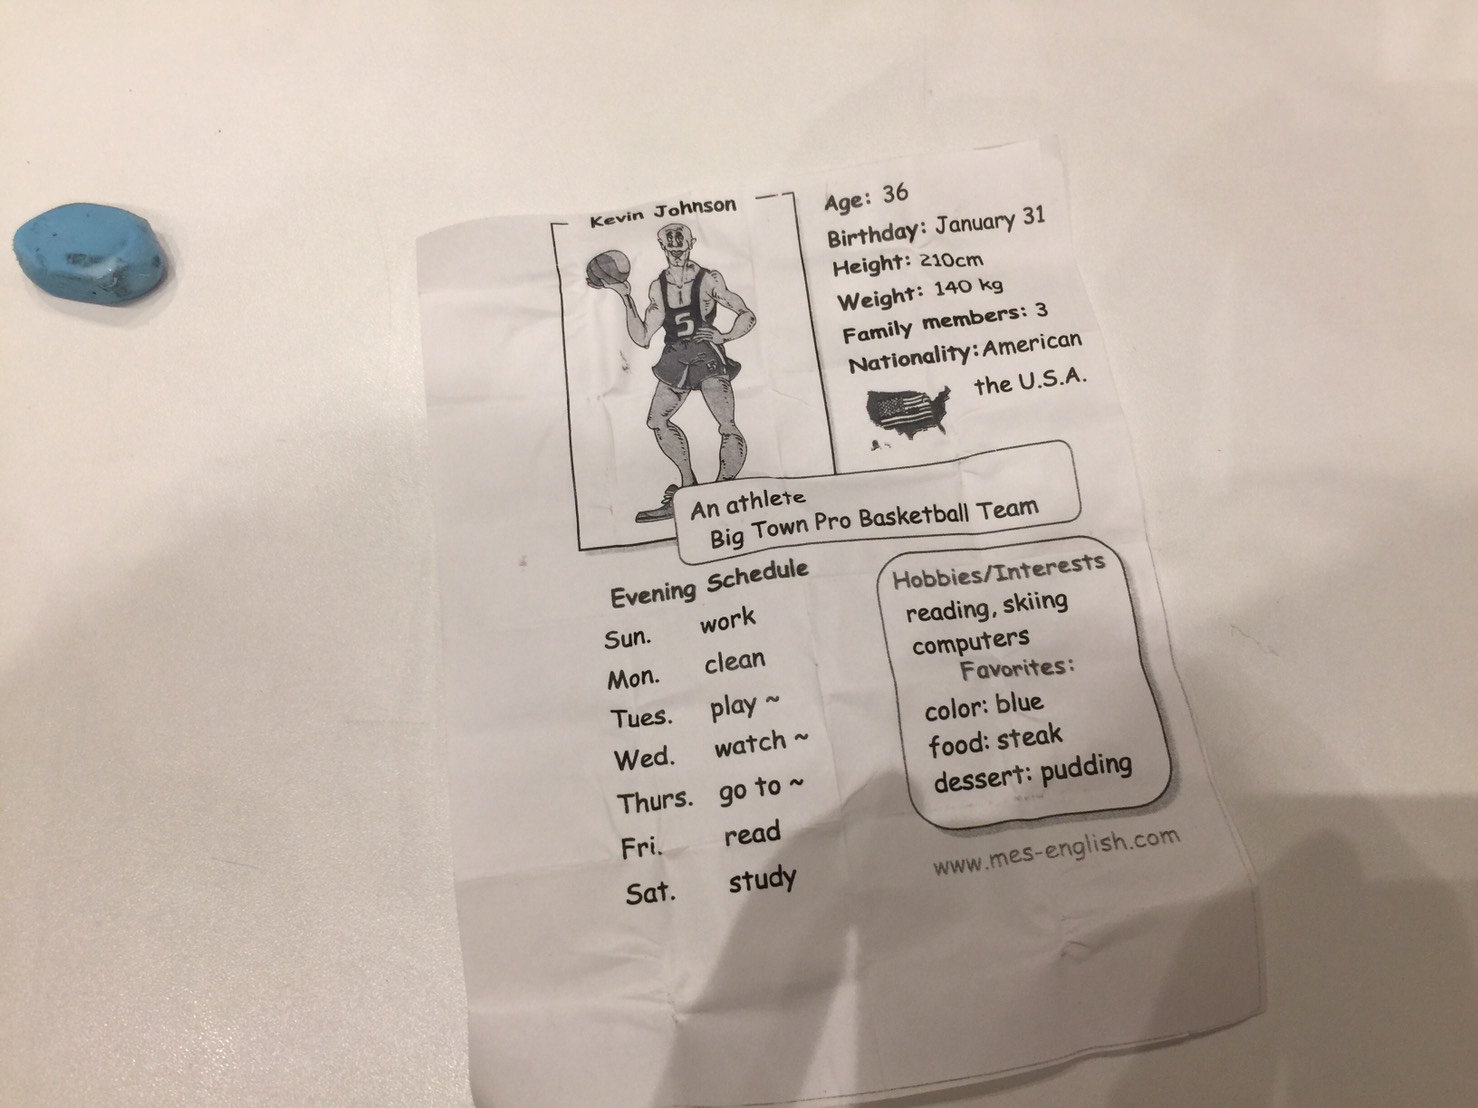 Kevin Johnson
5
Age: 36
Birthday: January 31
Height: 210cm
Weight: 140 kg
Family members: 3
Nationality: American
the U.S.A.
An athlete
Big Town Pro Basketball Team
Evening Schedule
Sun. work
Mon. clean
Tues. play ~
Wed. watch ~
Thurs. go to ~
Fri. read
Sat. study
Hobbies/Interests
reading, skiing
computers
Favorites:
color: blue
food: steak
dessert: pudding
www.mes-english.com